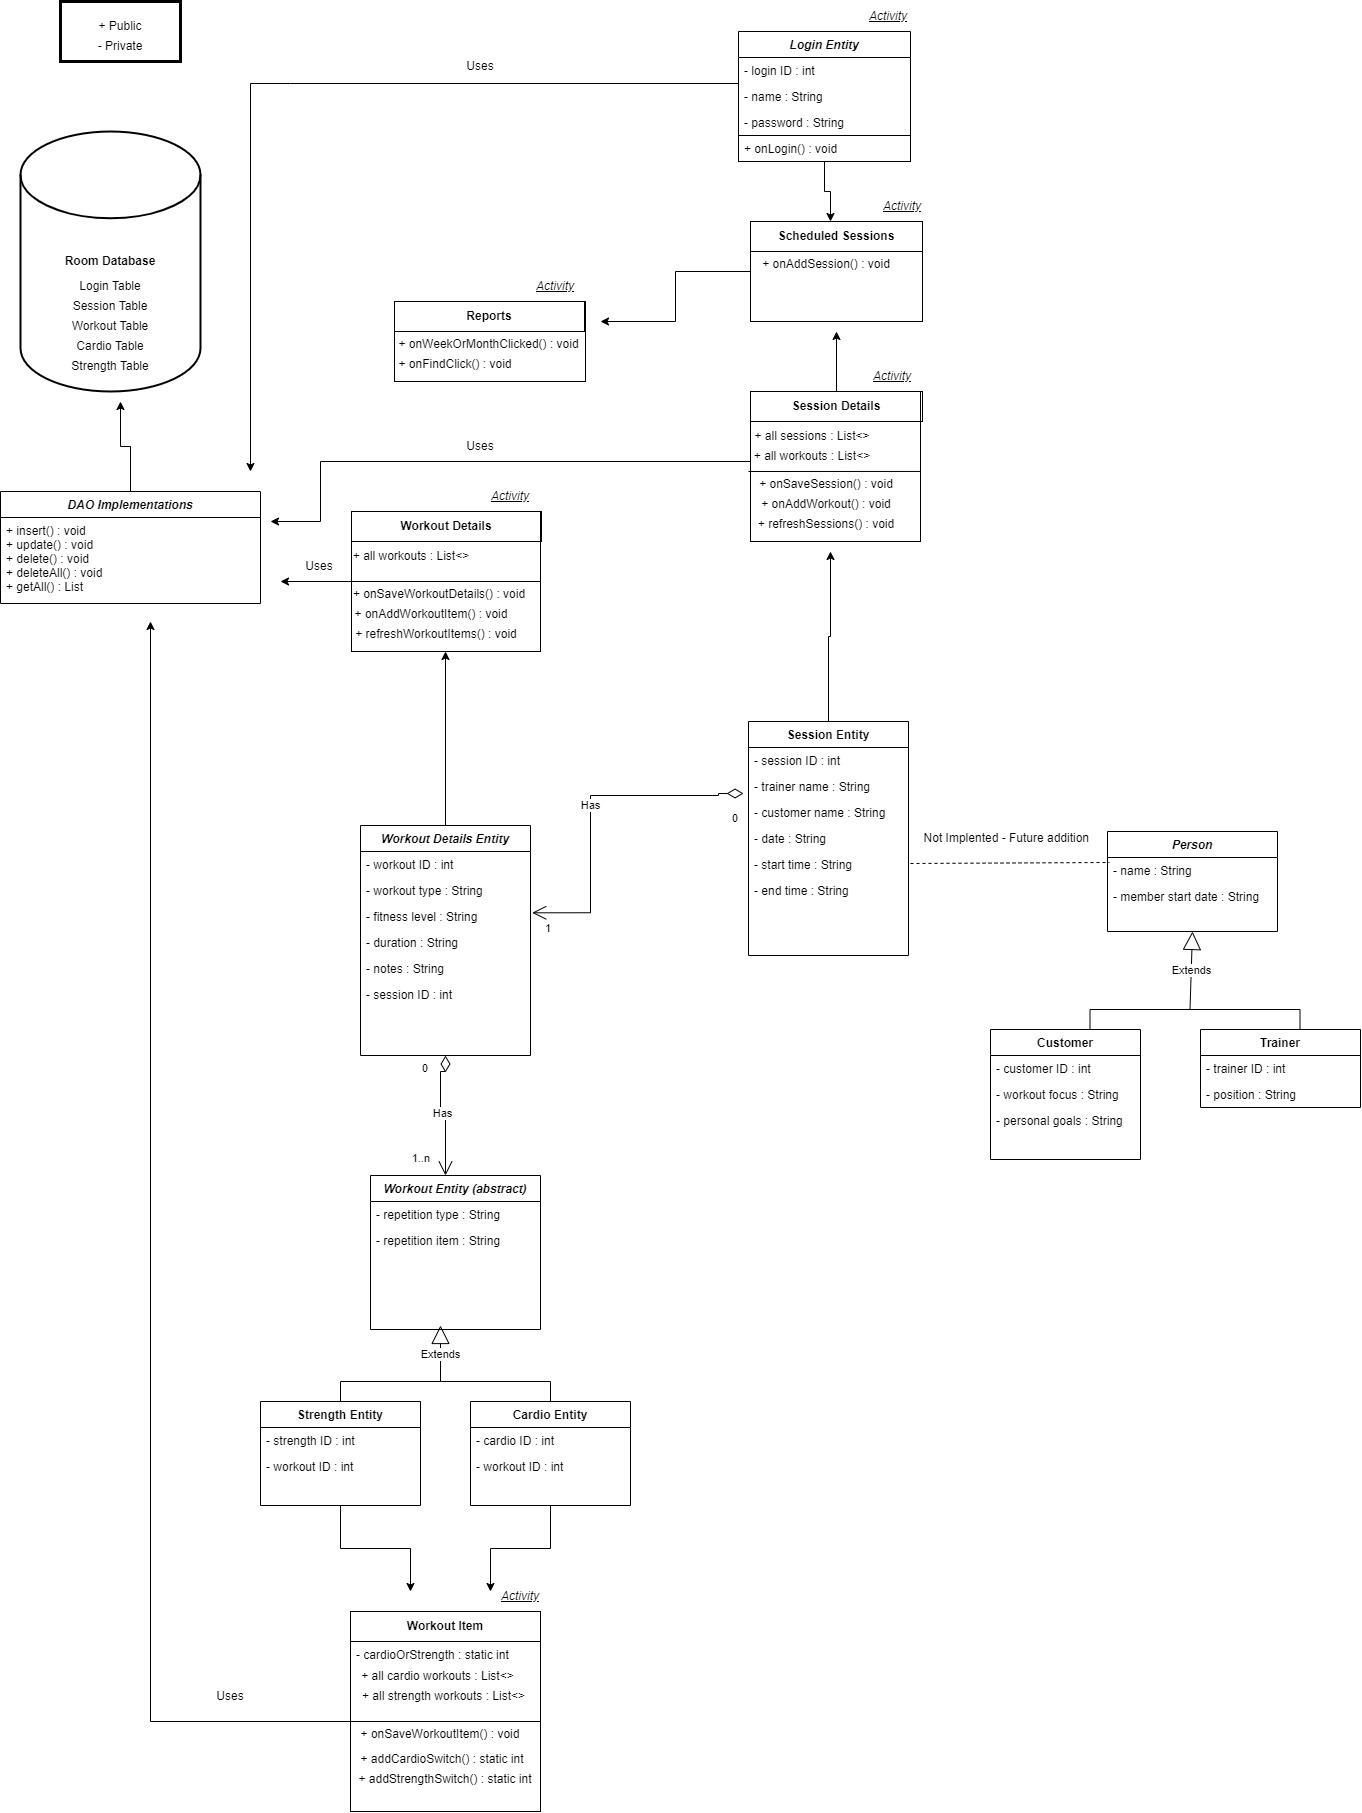 + Public
- Private
Activity
Login Entity
- login ID : int
- name : String
- password : String
+ onLogin() : void
Uses
Room Database
Login Table
Session Table
Workout Table
Cardio Table
Strength Table
Activity
Scheduled Sessions
+ onAddSession() : void
Activity
Reports
+ onWeekOrMonthClicked() : void
+ onFindClick() : void
Activity
Session Details
+ all sessions : List<>
+ all workouts : List<>
+ onSaveSession() : void
+ onAddWorkout() : void
+ refreshSessions() : void
Uses
DAO Implementations
+ insert() : void
+ update() : void
+ delete() : void
+ deleteAll() : void
+ getAll() : List
Activity
Workout Details
+ all workouts : List<>
+ onSaveWorkoutDetails() : void
+ onAddWorkoutItem() : void
+ refreshWorkoutItems() : void
Uses
Session Entity
- session ID : int
- trainer name : String
- customer name : String
- date : String
- start time : String
- end time : String
Has
0
1
Workout Details Entity
- workout ID : int
- workout type : String
- fitness level : String
- duration : String
- notes : String
- session ID : int
Not Implented - Future addition
Person
- name : String
- member start date : String
Extends
Customer
- customer ID : int
- workout focus : String
- personal goals : String
Trainer
- trainer ID : int
- position : String
0
Has
1..n
Workout Entity (abstract)
- repetition type : String
- repetition item : String
Extends
Strength Entity
- strength ID : int
- workout ID : int
Cardio Entity
- cardio ID : int
- workout ID : int
Activity
Workout Item
- cardioOrStrength : static int
+ all cardio workouts : List<>
+ all strength workouts : List<>
+ onSaveWorkoutItem() : void
+ addCardioSwitch() : static int
+ addStrengthSwitch() : static int
Uses